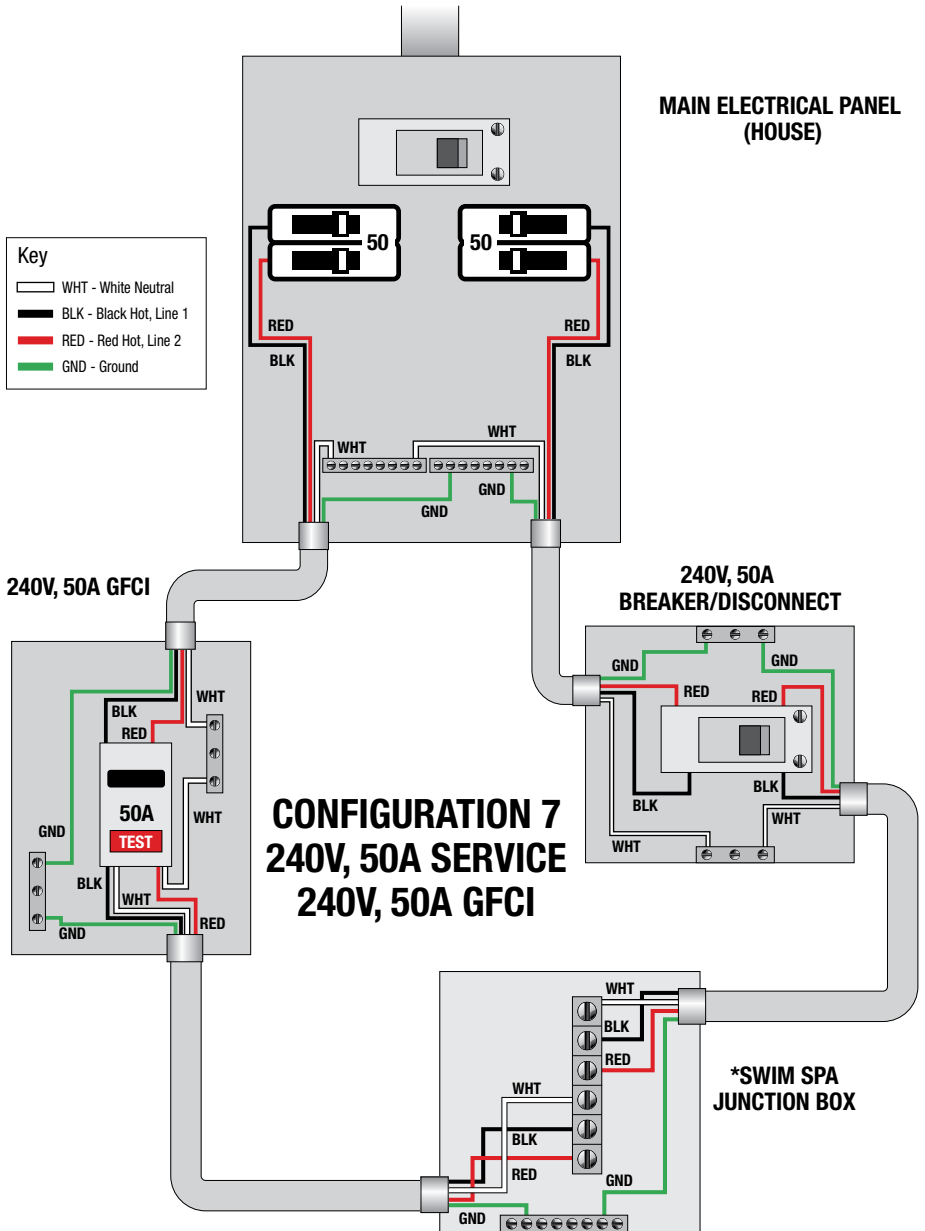 MAIN ELECTRICAL PANEL
(HOUSE)
50
50
Key
WHT - White Neutral
BLK - Black Hot, Line 1
RED - Red Hot, Line 2
GND - Ground
RED
BLK
RED
BLK
WHT
WHT
GND
GND
240V, 50A GFCI
240V, 50A
BREAKER/DISCONNECT
WHT
BLK
RED
50A
TEST
WHT
GND
BLK
WHT
GND
RED
GND
GND
RED
RED
BLK
BLK
WHT
WHT
CONFIGURATION 7
240V, 50A SERVICE
240V, 50A GFCI
WHT
BLK
RED
WHT
BLK
RED
GND
GND
*SWIM SPA
JUNCTION BOX